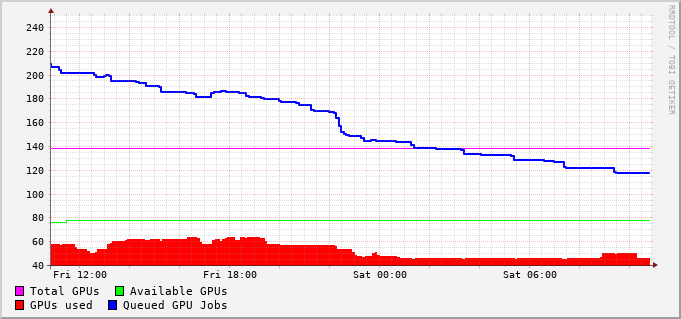 240
220
200
180
160
140
120
100
80
60
40
Fri 12:00 Fri 18:00 Sat 00:00 Sat 06:00
Total GPUs Available GPUs
GPUs used Queued GPU Jobs
RRDTOOL / TOBI OETIKER